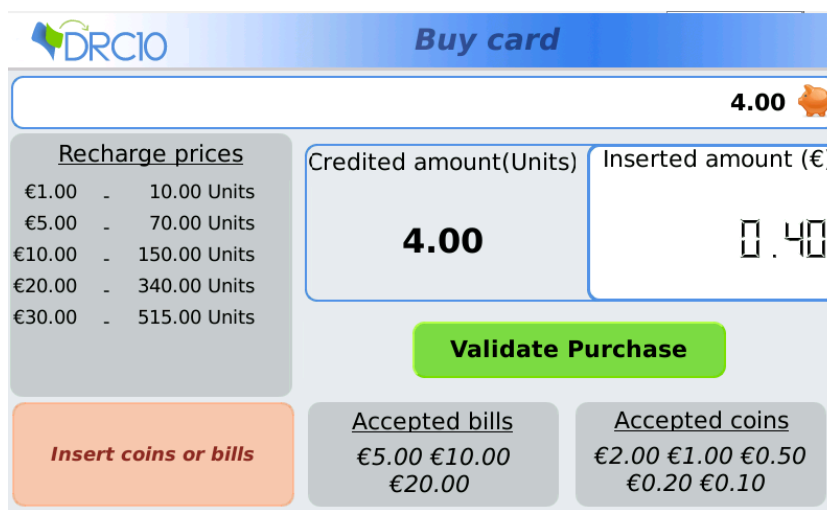 DRC10
Buy card
4.00
Recharge prices
€1.00 - 10.00 Units
€5.00 - 70.00 Units
€10.00 - 150.00 Units
€20.00 - 340.00 Units
€30.00 - 515.00 Units
Credited amount(Units)
4.00
Inserted amount (€)
0.40
Validate Purchase
Insert coins or bills
Accepted bills
€5.00 €10.00
€20.00
Accepted coins
€2.00 €1.00 €0.50
€0.20 €0.10